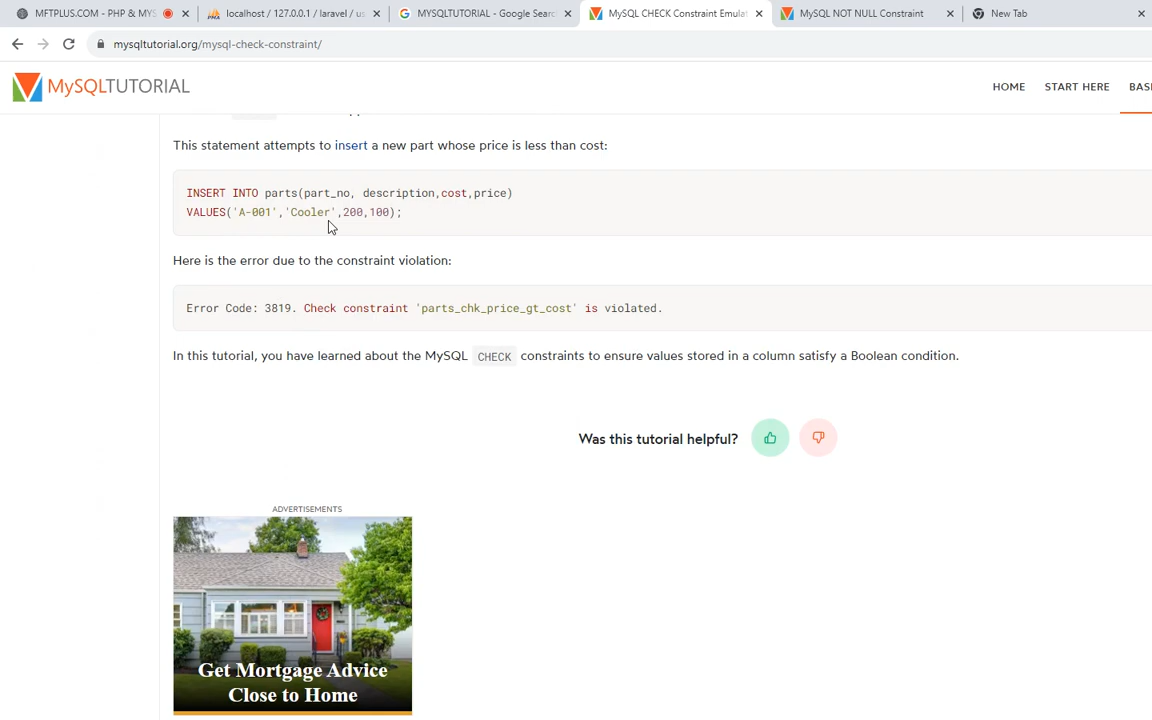 MFTPLUS.COM - PHP & MYS
localhost / 127.0.0.1 / laravel / us
MYSQLTUTORIAL - Google Searc
MySQL CHECK Constraint Emulat
MySQL NOT NULL Constraint
New Tab
mysqltutorial.org/mysql-check-constraint/
MySQLTUTORIAL
HOME
START HERE
BASI
This statement attempts to insert a new part whose price is less than cost:
INSERT INTO parts(part_no, description,cost,price)
VALUES('A-001','Cooler',200,100);
Here is the error due to the constraint violation:
Error Code: 3819. Check constraint 'parts_chk_price_gt_cost' is violated.
In this tutorial, you have learned about the MySQL CHECK constraints to ensure values stored in a column satisfy a Boolean condition.
Was this tutorial helpful?
ADVERTISEMENTS
Get Mortgage Advice
Close to Home